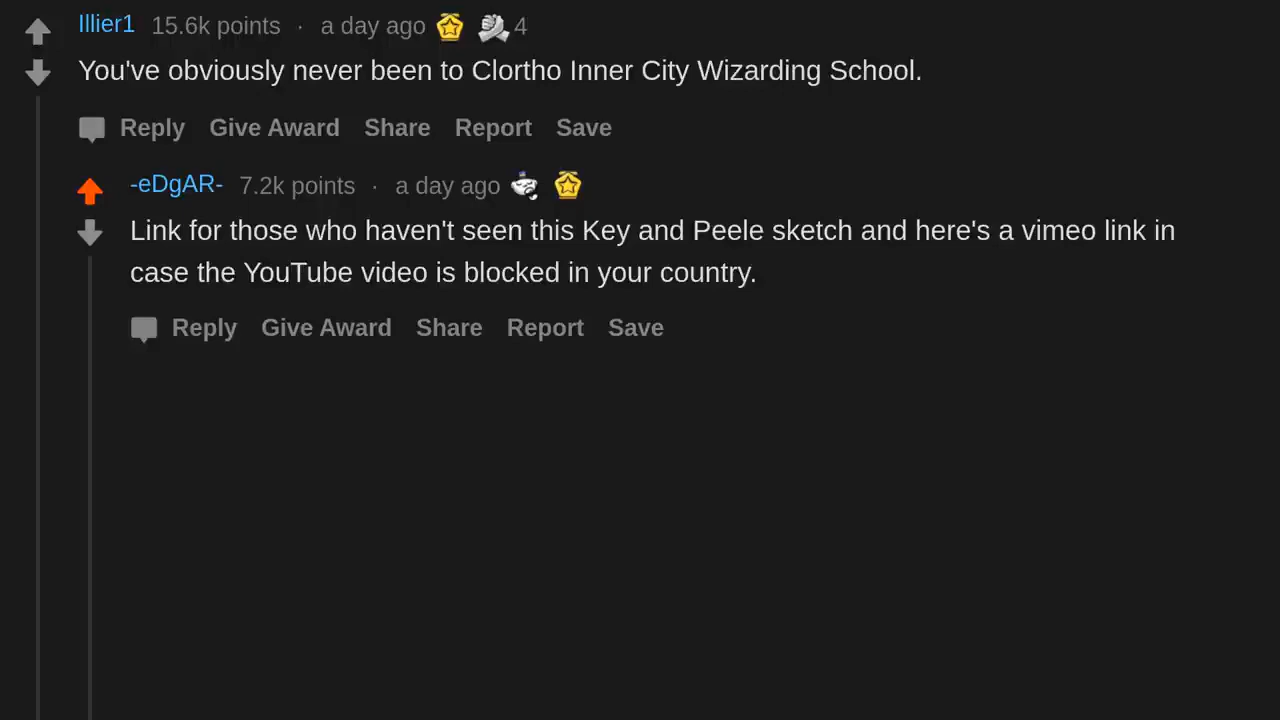 Illier1 15.6k points · a day ago 4
You've obviously never been to Clortho Inner City Wizarding School.
Reply Give Award Share Report Save
-eDgAR- 7.2k points · a day ago
Link for those who haven't seen this Key and Peele sketch and here's a vimeo link in
case the YouTube video is blocked in your country.
Reply Give Award Share Report Save